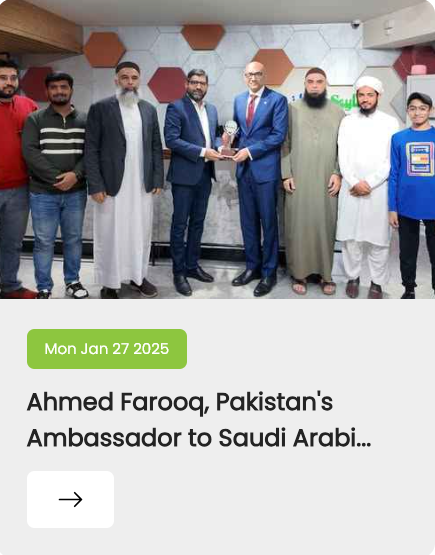 Mon Jan 27 2025
Ahmed Farooq, Pakistan's
Ambassador to Saudi Arabi...